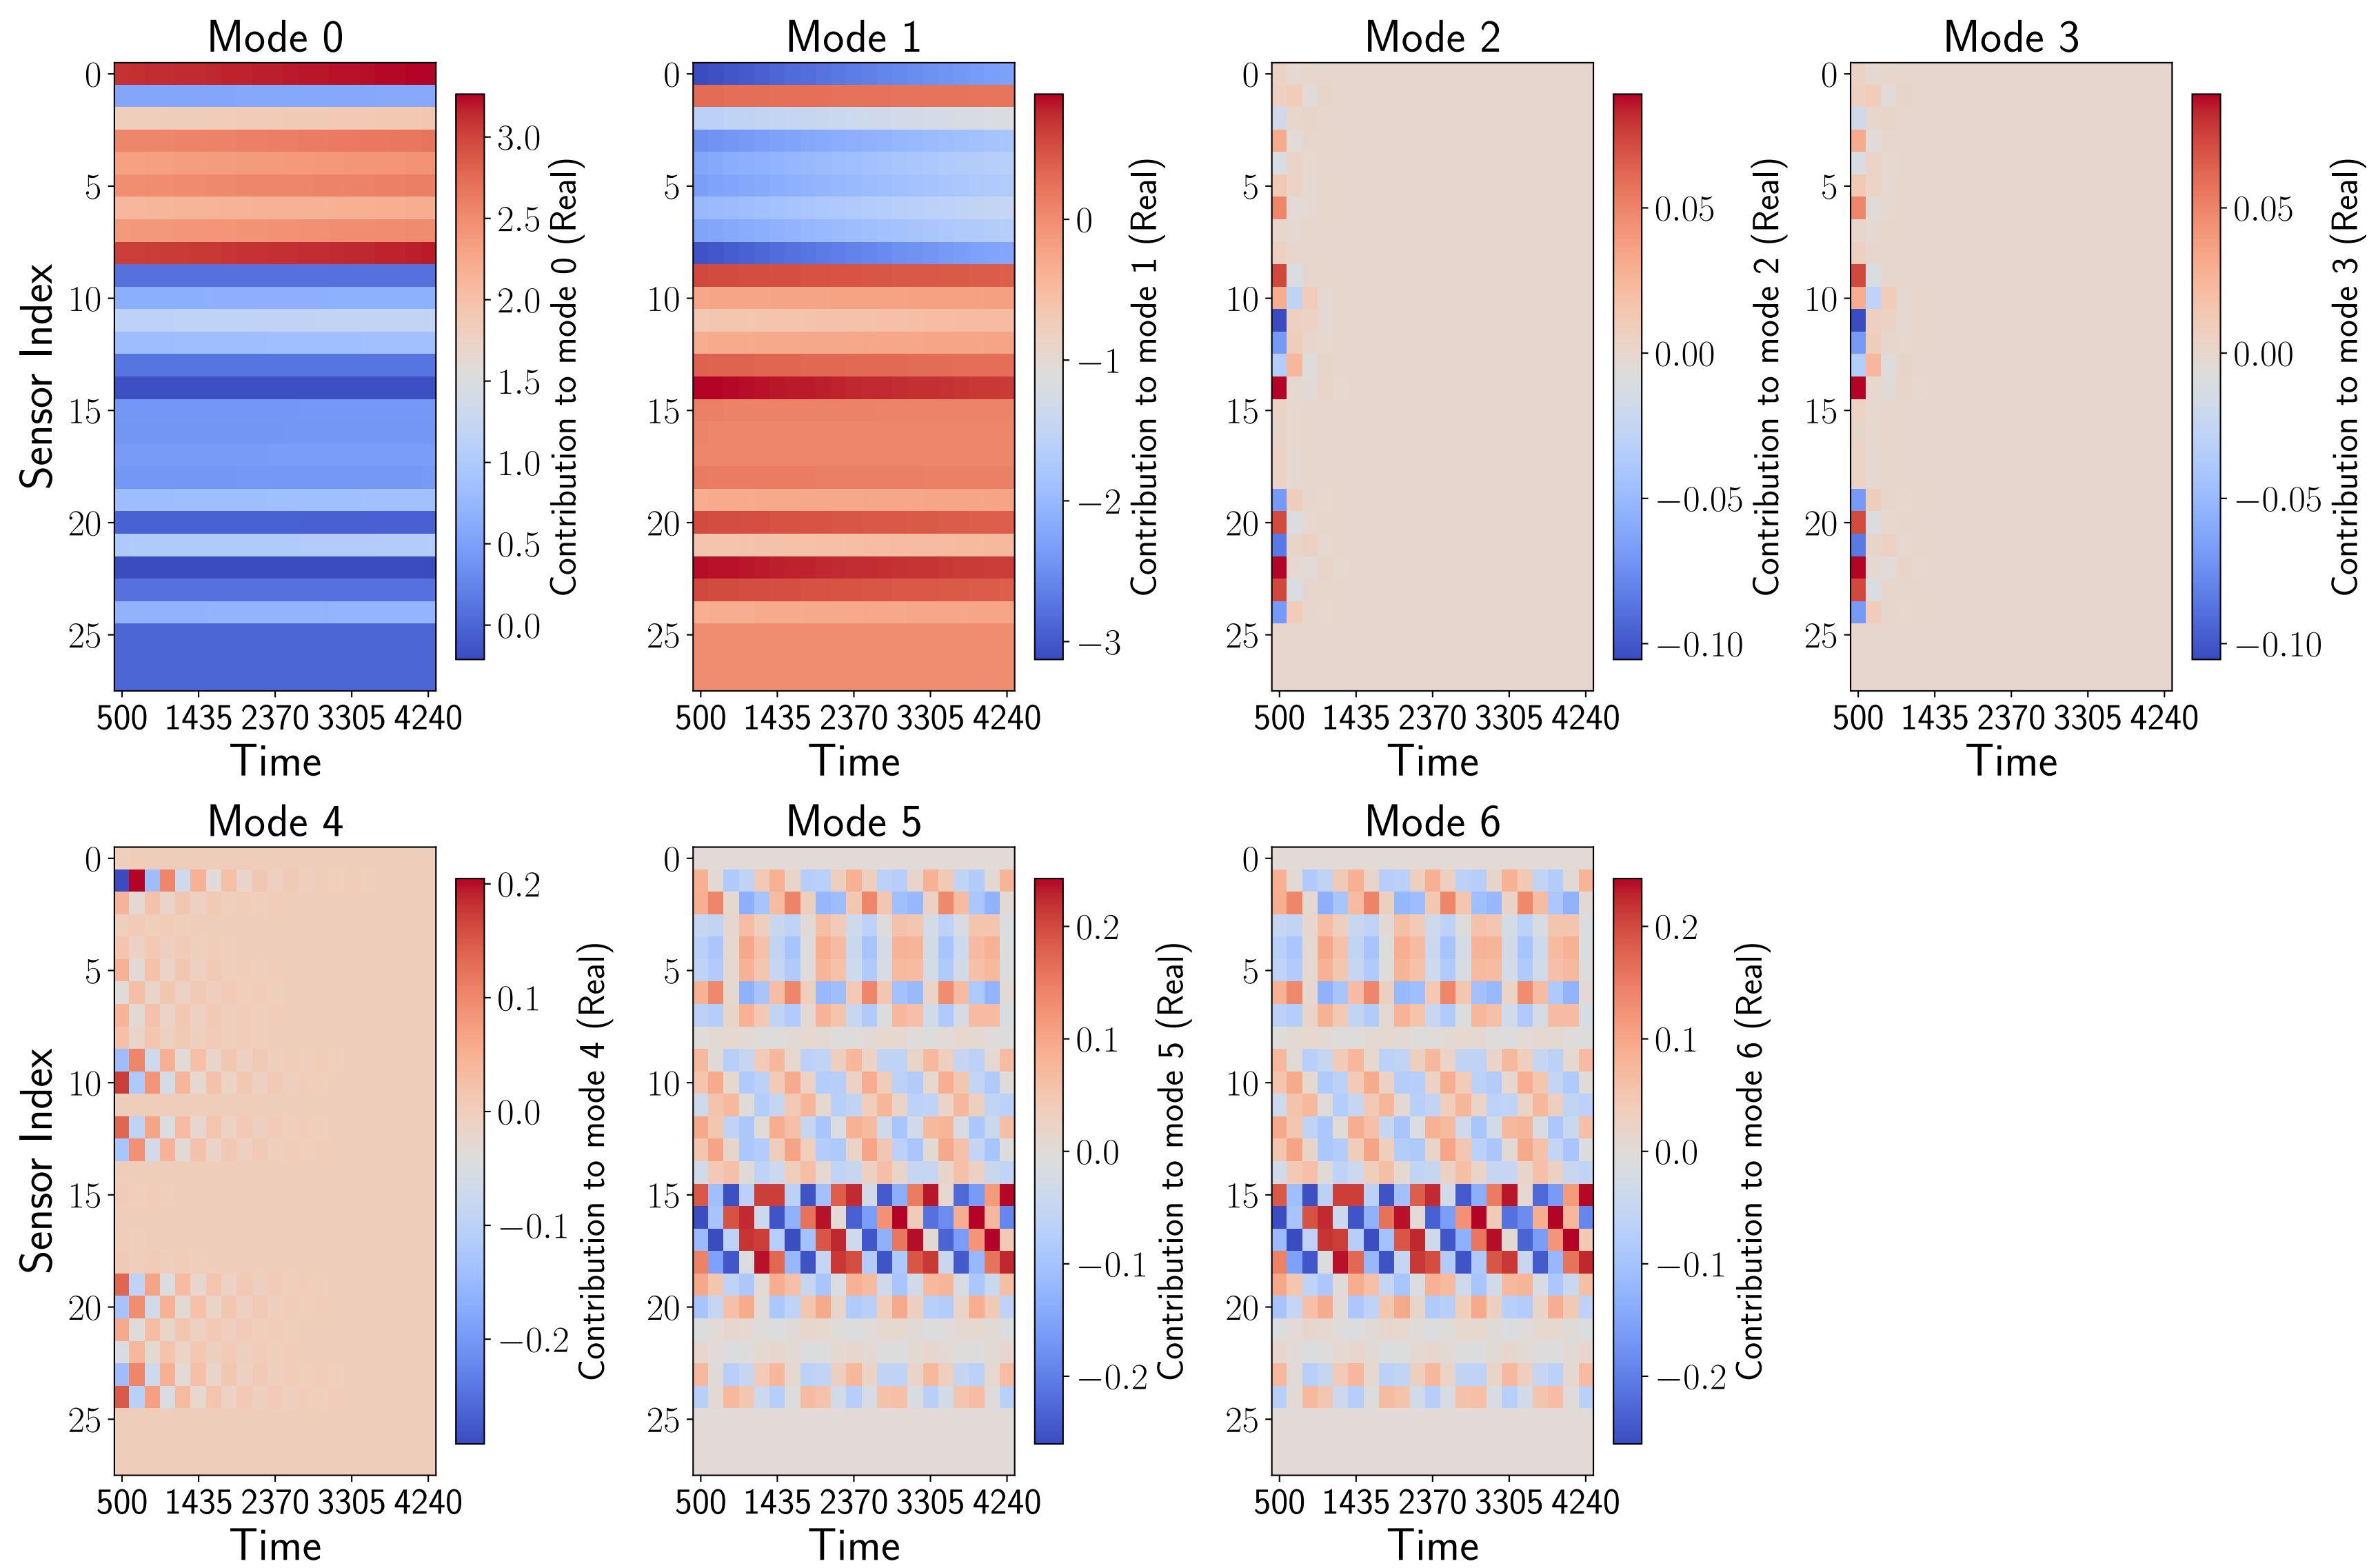 Mode 0
Mode 1
Mode 2
Mode 3
Sensor Index
0
5
10
15
20
25
500 1435 2370 3305 4240
Time
3.0
2.5
2.0
1.5
1.0
0.5
0.0
Contribution to mode 0 (Real)
0
5
10
15
20
25
500 1435 2370 3305 4240
Time
0
−1
−2
−3
Contribution to mode 1 (Real)
0
5
10
15
20
25
500 1435 2370 3305 4240
Time
0.05
0.00
−0.05
−0.10
Contribution to mode 2 (Real)
0
5
10
15
20
25
500 1435 2370 3305 4240
Time
0.05
0.00
−0.05
−0.10
Contribution to mode 3 (Real)
Mode 4
Mode 5
Mode 6
Sensor Index
0
5
10
15
20
25
500 1435 2370 3305 4240
Time
0.2
0.1
0.0
−0.1
−0.2
Contribution to mode 4 (Real)
0
5
10
15
20
25
500 1435 2370 3305 4240
Time
0.2
0.1
0.0
−0.1
−0.2
Contribution to mode 5 (Real)
0
5
10
15
20
25
500 1435 2370 3305 4240
Time
0.2
0.1
0.0
−0.1
−0.2
Contribution to mode 6 (Real)